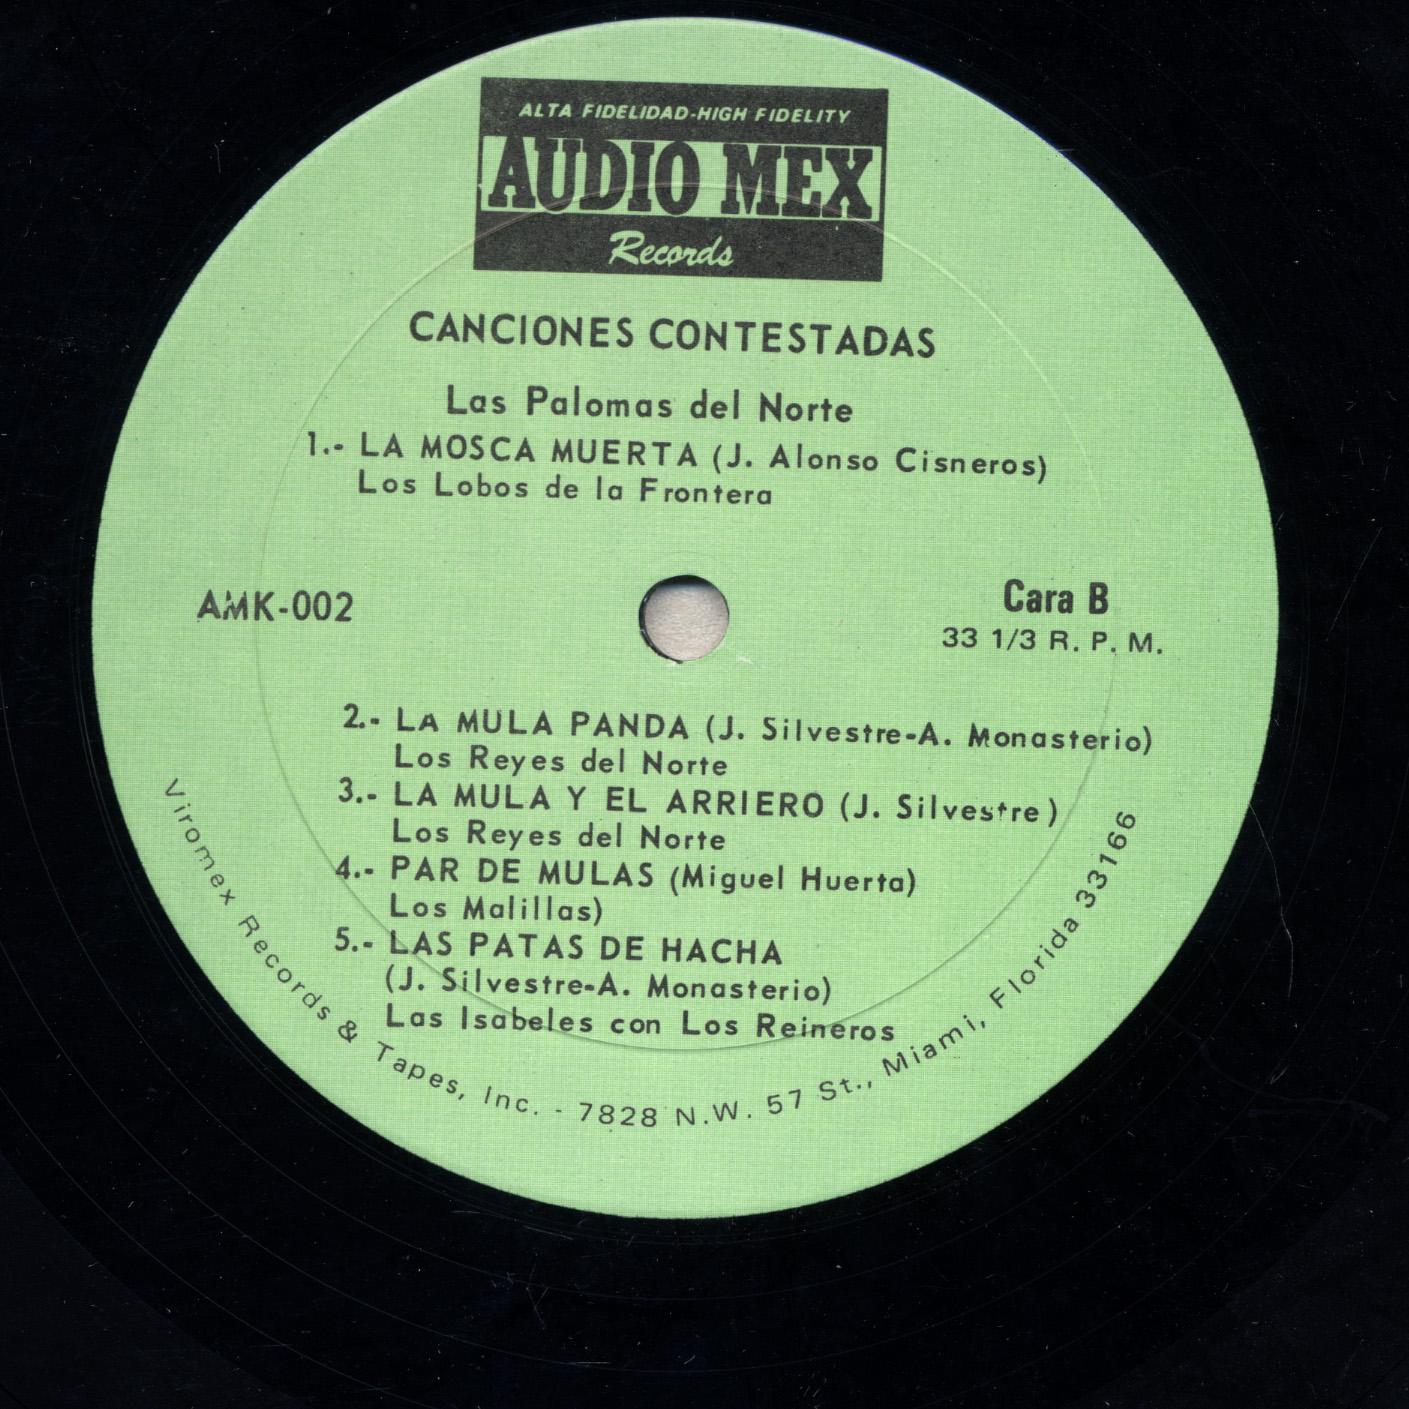 ALTA FIDELIDAD-HIGH FIDELITY
AUDIO MEX
Records
CANCIONES CONTESTADAS
Las Palomas del Norte
1.- LA MOSCA MUERTA (J. Alonso Cisneros)
Los Lobos de la Frontera
AMK-002
Cara B
33 1/3 R. P. M.
2.- LA MULA PANDA (J. Silvestre-A. Monasterio)
Los Reyes del Norte
3.- LA MULA Y EL ARRIERO (J. Silvestre)
Los Reyes del Norte
4.- PAR DE MULAS (Miguel Huerta)
Los Malillas)
5.- LAS PATAS DE HACHA
(J. Silvestre-A. Monasterio)
Las Isabeles con Los Reineros
Viromex Records & Tapes, Inc. - 7828 N.W. 57 St., Miami, Florida 33166